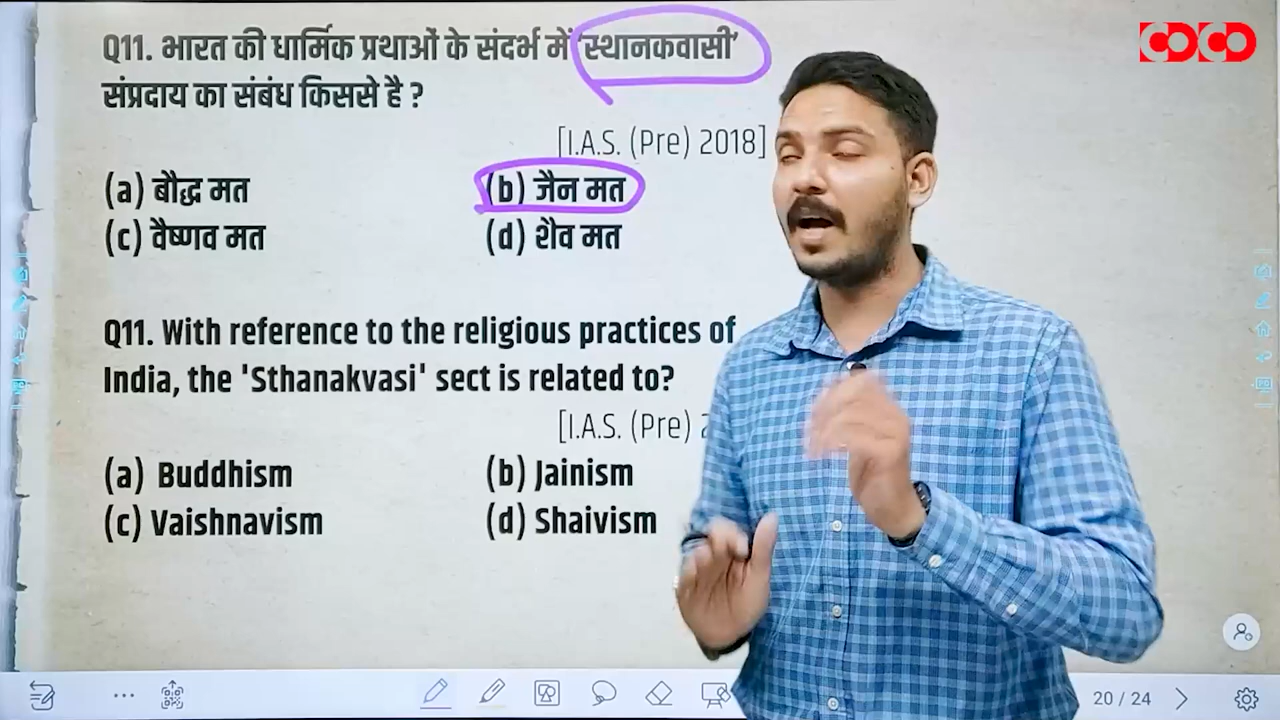 Q11. भारत की धार्मिक प्रथाओं के संदर्भ में 'स्थानकवासी'
संप्रदाय का संबंध किससे है ?
[I.A.S. (Pre) 2018]
(a) बौद्ध मत (b) जैन मत
(c) वैष्णव मत (d) शैव मत
Q11. With reference to the religious practices of
India, the 'Sthanakvasi' sect is related to?
[I.A.S. (Pre)
(a) Buddhism (b) Jainism
(c) Vaishnavism (d) Shaivism
20 / 24